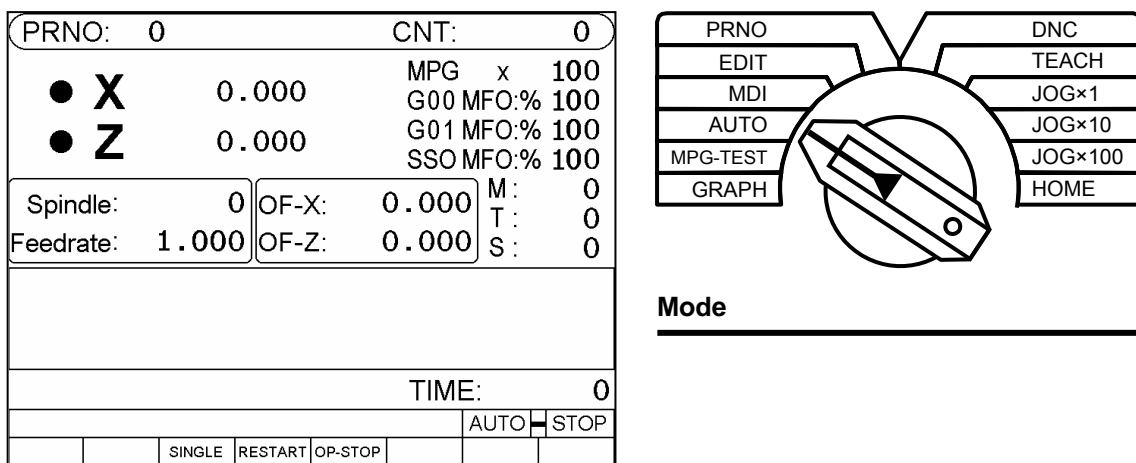 PRNO: 0 CNT: 0
X 0.000
Z 0.000
MPG x 100
G00 MFO:% 100
G01 MFO:% 100
SSO MFO:% 100
Spindle: 0
Feedrate: 1.000
OF-X: 0.000
OF-Z: 0.000
M: 0
T: 0
S: 0
TIME: 0
AUTO STOP
SINGLE RESTART OP-STOP
PRNO
EDIT
MDI
AUTO
MPG-TEST
GRAPH
DNC
TEACH
JOG×1
JOG×10
JOG×100
HOME
Mode